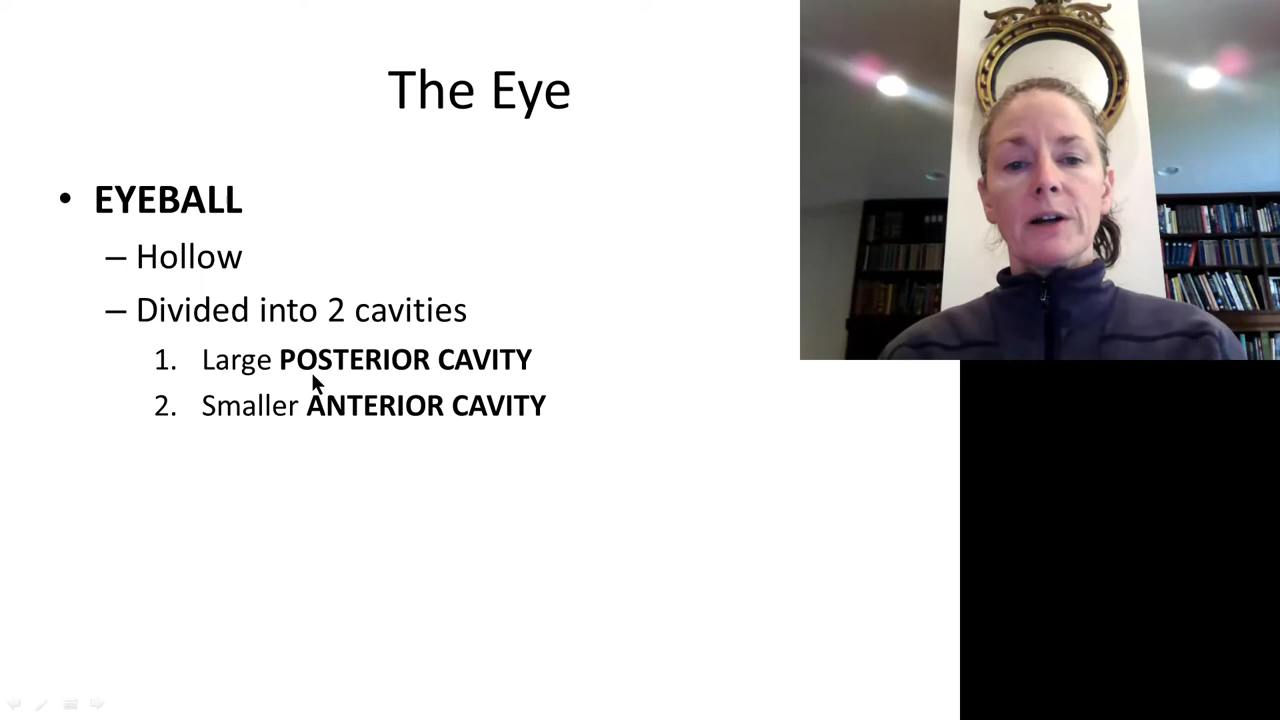 The Eye
• EYEBALL
– Hollow
– Divided into 2 cavities
1. Large POSTERIOR CAVITY
2. Smaller ANTERIOR CAVITY